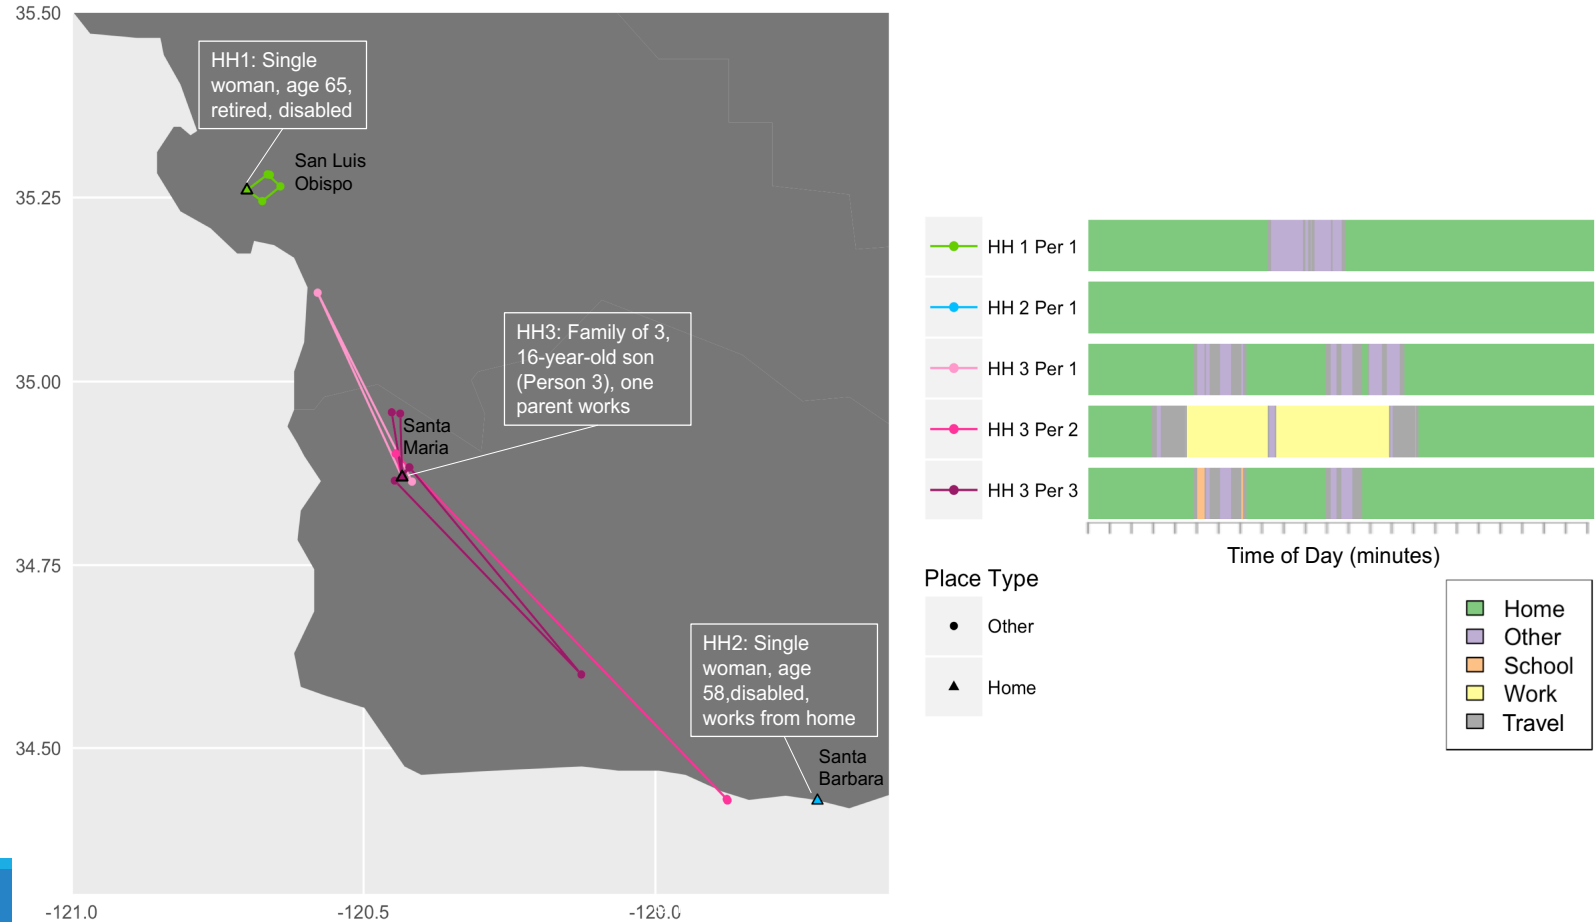 35.50
35.25
35.00
34.75
34.50
-121.0
-120.5
-120.0
HH1: Single
woman, age 65,
retired, disabled
San Luis
Obispo
HH3: Family of 3,
16-year-old son
(Person 3), one
parent works
Santa
Maria
HH2: Single
woman, age
58,disabled,
works from home
Santa
Barbara
HH 1 Per 1
HH 2 Per 1
HH 3 Per 1
HH 3 Per 2
HH 3 Per 3
Time of Day (minutes)
Place Type
Other
Home
Home
Other
School
Work
Travel